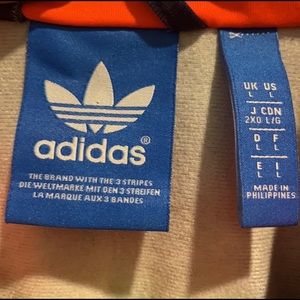 adidas®
THE BRAND WITH THE 3 STRIPES
DIE WELTMARKE MIT DEN 3 STREIFEN
LA MARQUE AUX 3 BANDES
UK US
L L
J CDN
2XO L/G
D F
L L
E I
L L
MADE IN
PHILIPPINES